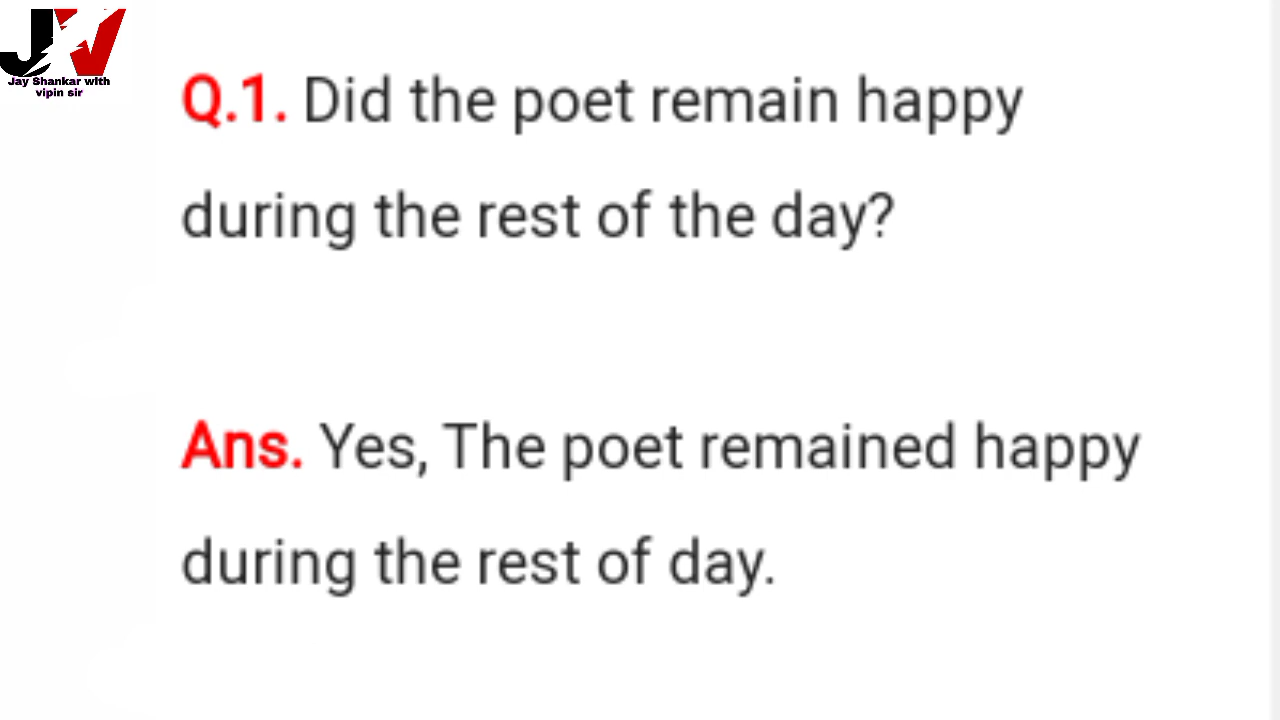 JV
Jay Shankar with
vipin sir
Q.1. Did the poet remain happy
during the rest of the day?
Ans. Yes, The poet remained happy
during the rest of day.